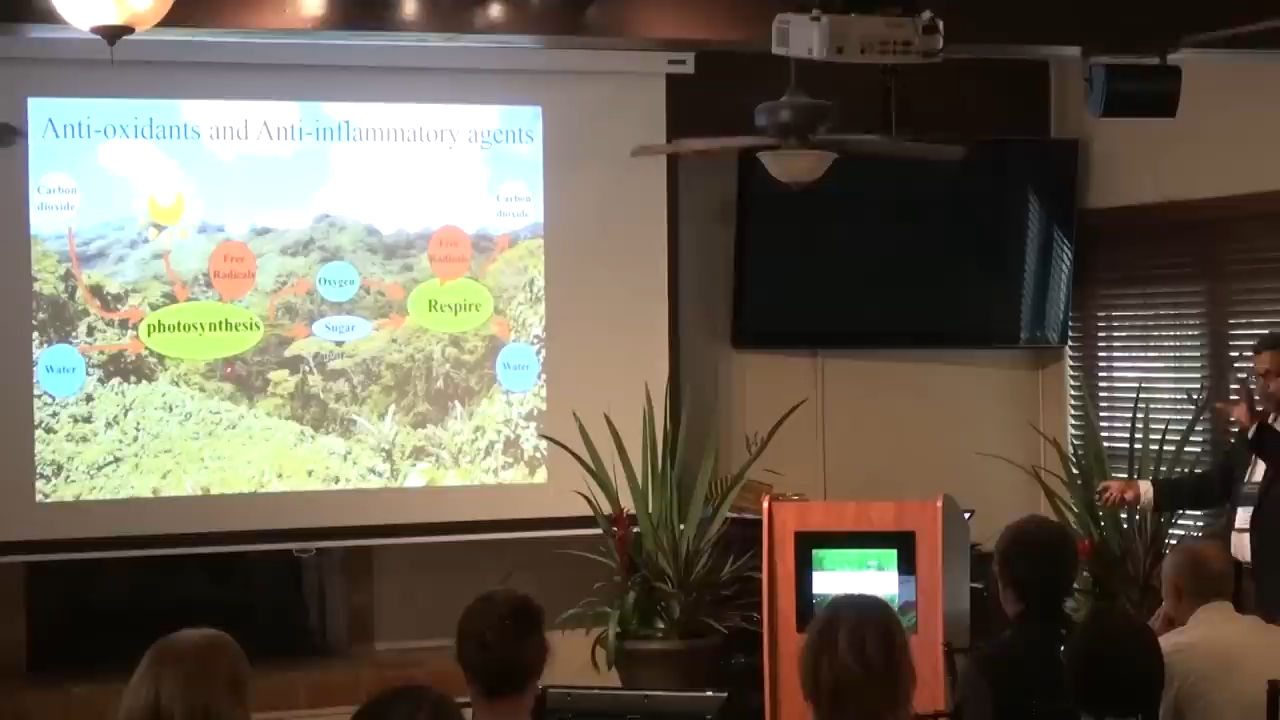 Anti-oxidants and Anti-inflammatory agents
Carbon
dioxide
Carbon
dioxide
Free
Radicals
Free
Radicals
Oxygen
photosynthesis
Respire
Sugar
Water
Water